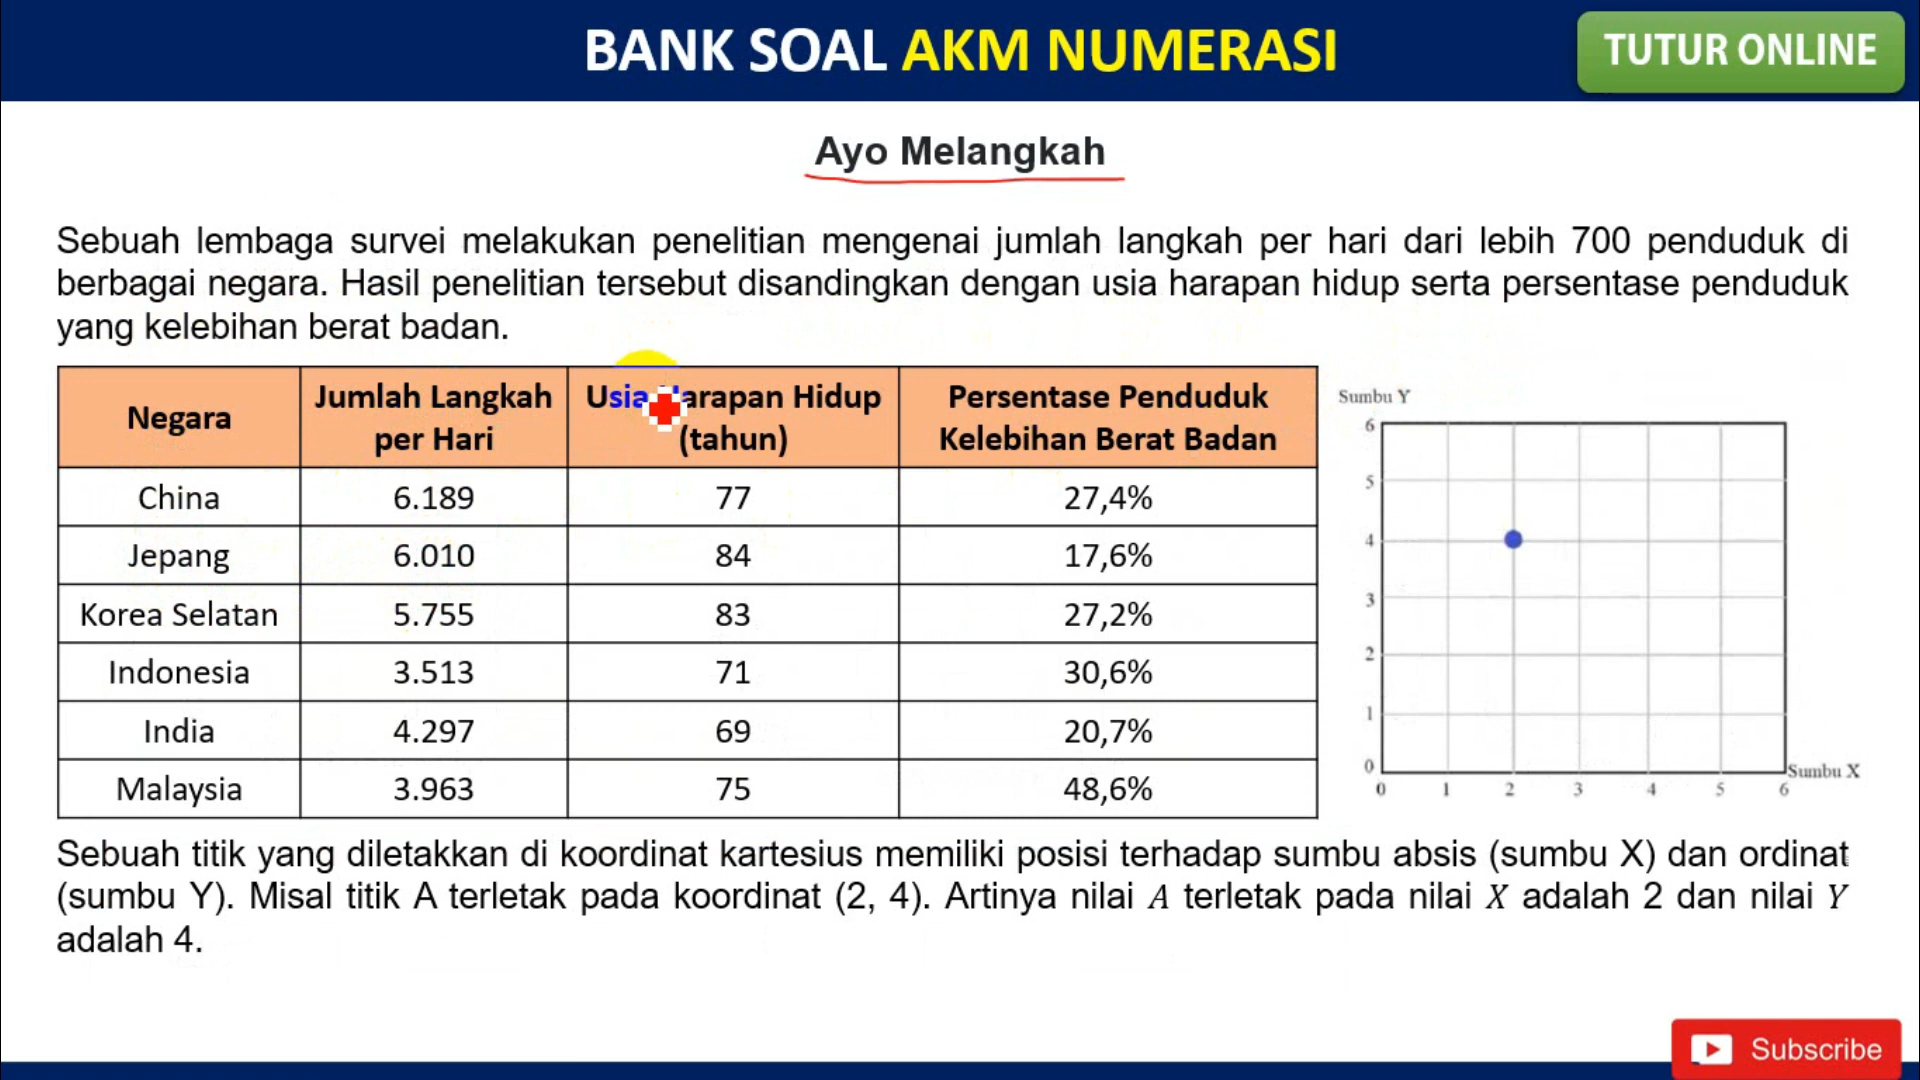 BANK SOAL AKM NUMERASI
TUTUR ONLINE
Ayo Melangkah
Sebuah lembaga survei melakukan penelitian mengenai jumlah langkah per hari dari lebih 700 penduduk di
berbagai negara. Hasil penelitian tersebut disandingkan dengan usia harapan hidup serta persentase penduduk
yang kelebihan berat badan.
Negara
Jumlah Langkah
per Hari
Usia arapan Hidup
(tahun)
Persentase Penduduk
Kelebihan Berat Badan
China 6.189 77 27,4%
Jepang 6.010 84 17,6%
Korea Selatan 5.755 83 27,2%
Indonesia 3.513 71 30,6%
India 4.297 69 20,7%
Malaysia 3.963 75 48,6%
Sumbu Y
6
5
4
3
2
1
0
Sumbu X
0 1 2 3 4 5 6
Sebuah titik yang diletakkan di koordinat kartesius memiliki posisi terhadap sumbu absis (sumbu X) dan ordinat
(sumbu Y). Misal titik A terletak pada koordinat (2, 4). Artinya nilai A terletak pada nilai X adalah 2 dan nilai Y
adalah 4.
Subscribe